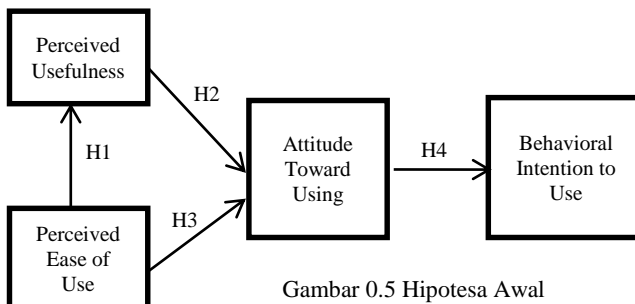 Perceived
Usefulness
H2
H1
Attitude
Toward
Using
H4
Behavioral
Intention to
Use
H3
Perceived
Ease of
Use
Gambar 0.5 Hipotesa Awal